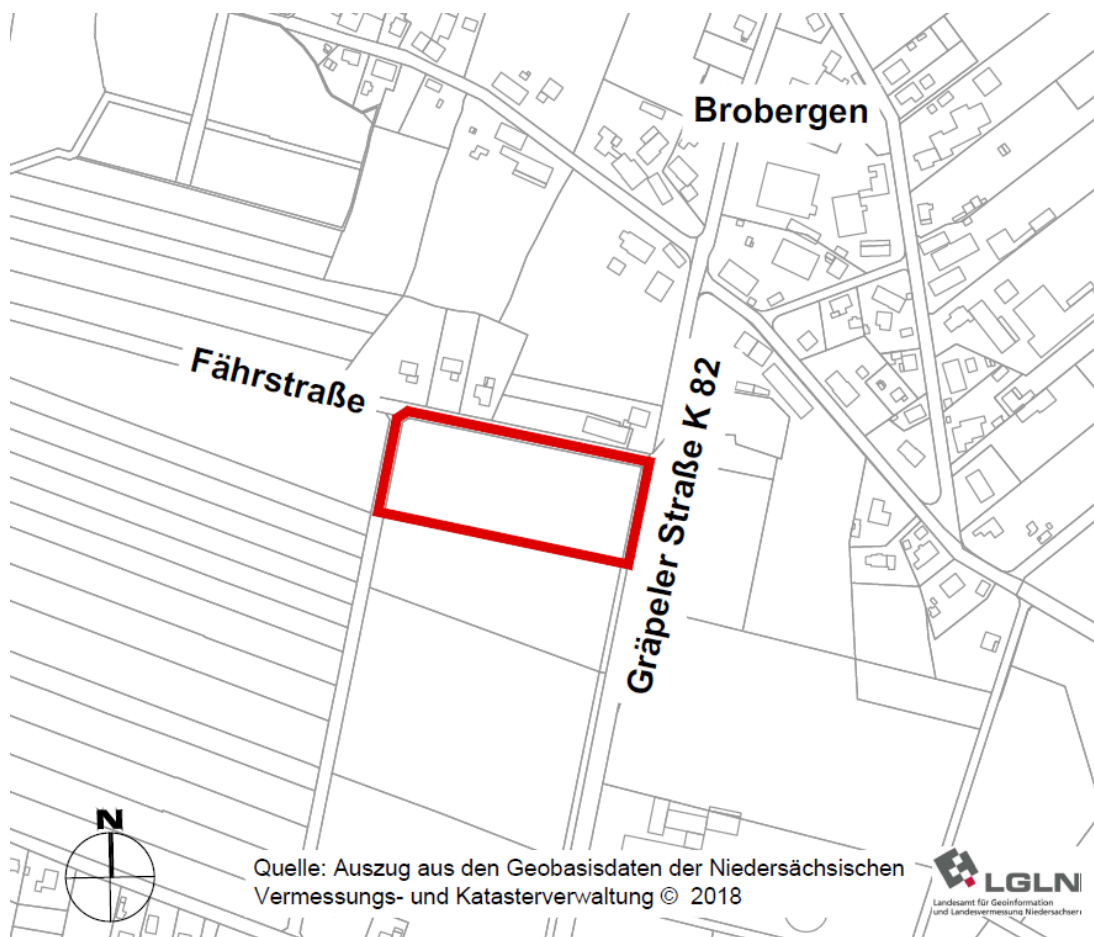 Brobergen
Fährstraße
Gräpeler Straße K 82
N
Quelle: Auszug aus den Geobasisdaten der Niedersächsischen
Vermessungs- und Katasterverwaltung © 2018
LGLN
Landesamt für Geoinformation
und Landesvermessung Niedersachsen